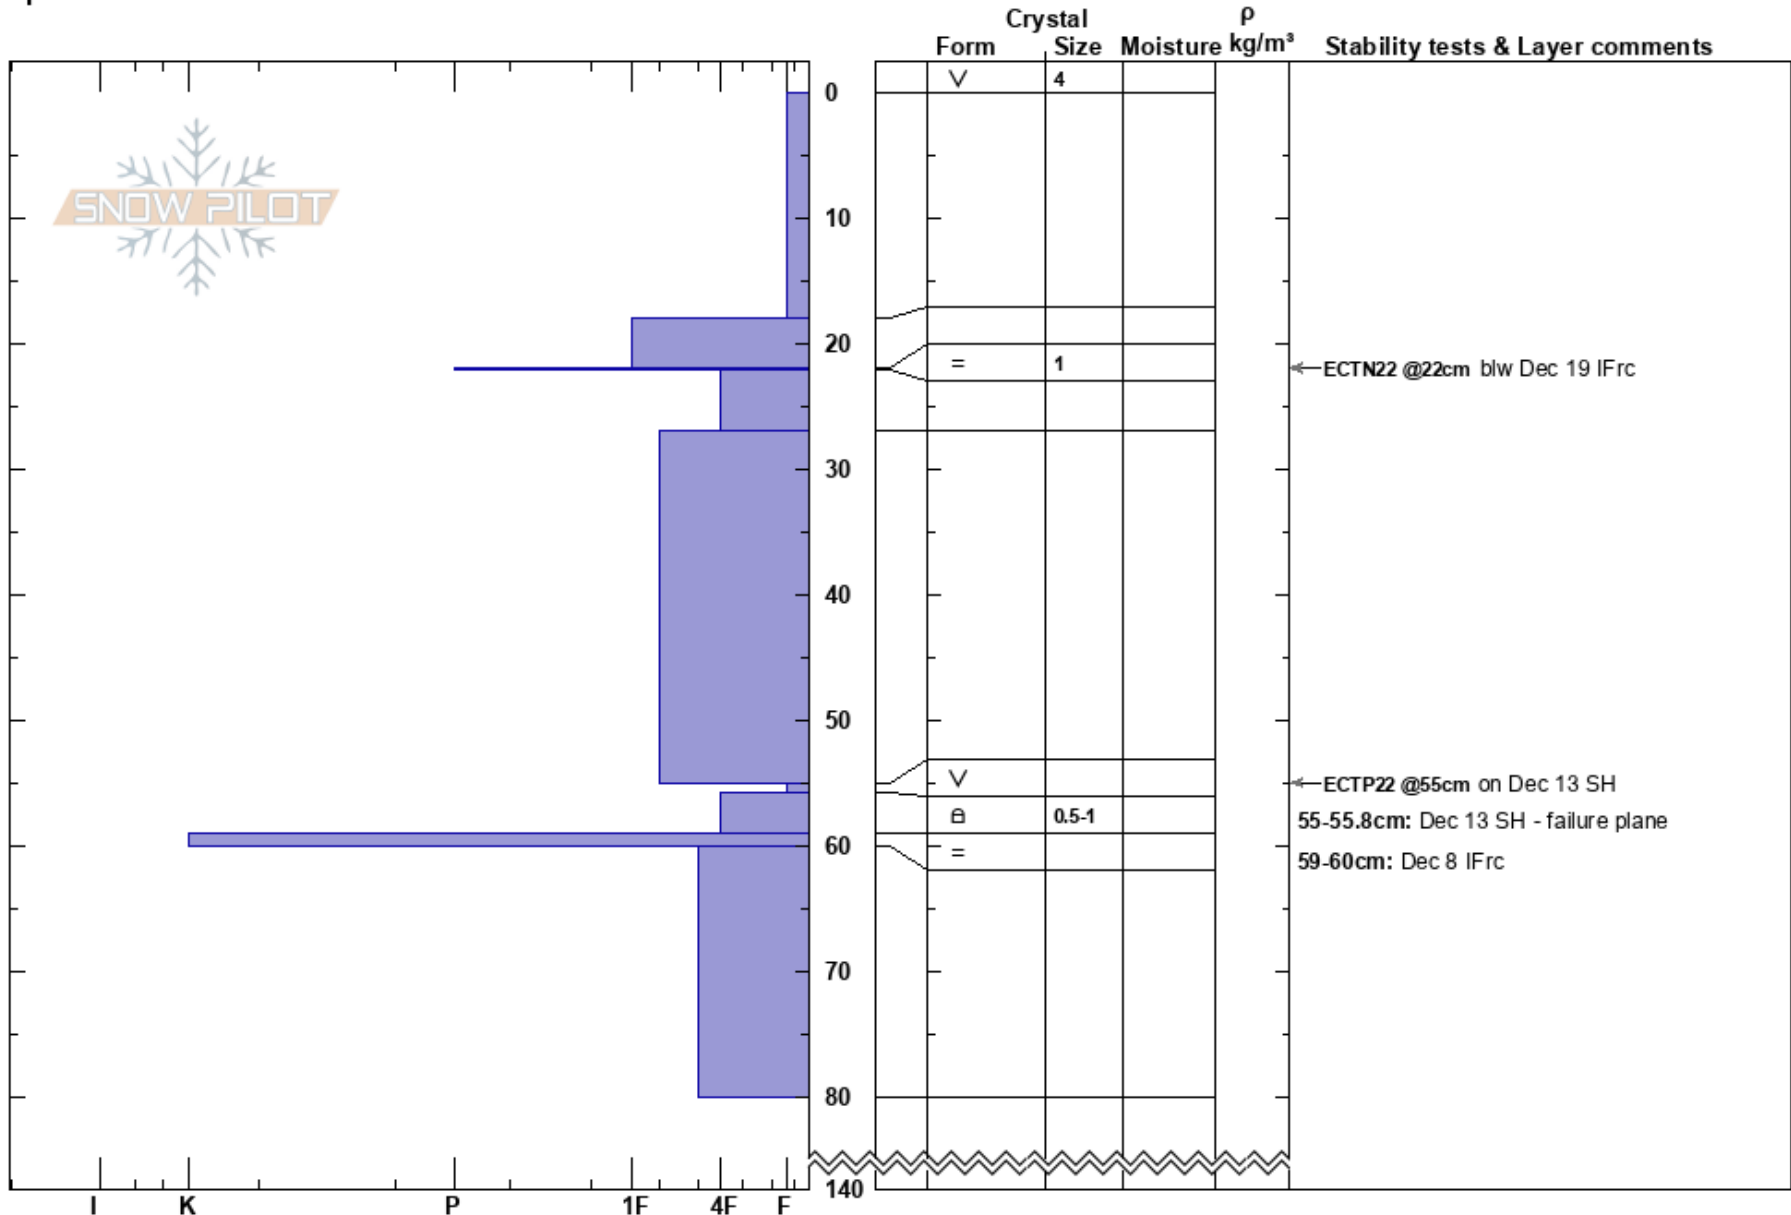 Crystal
ρ
Form Size Moisture kg/m³ Stability tests & Layer comments
V 4
0
SNOW PILOT
10
20
= 1
ECTN22 @22cm blw Dec 19 IFrc
30
40
50
V
ECTP22 @55cm on Dec 13 SH
0.5-1
55-55.8cm: Dec 13 SH - failure plane
60
=
59-60cm: Dec 8 IFrc
70
80
140
I K P 1F 4F F